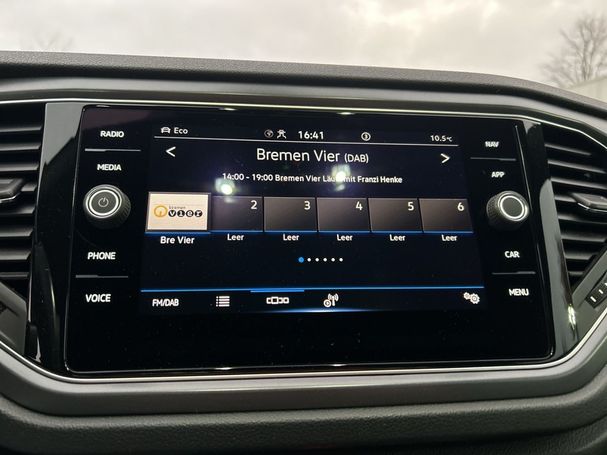 RADIO
MEDIA
PHONE
VOICE
Eco 16:41 10.5°C
Bremen Vier (DAB)
14:00 - 19:00 Bremen Vier mit Franzi Henke
bremen
vier
2 3 4 5 6
Bre Vier Leer Leer Leer Leer Leer
FM/DAB
NAV
APP
CAR
MENU